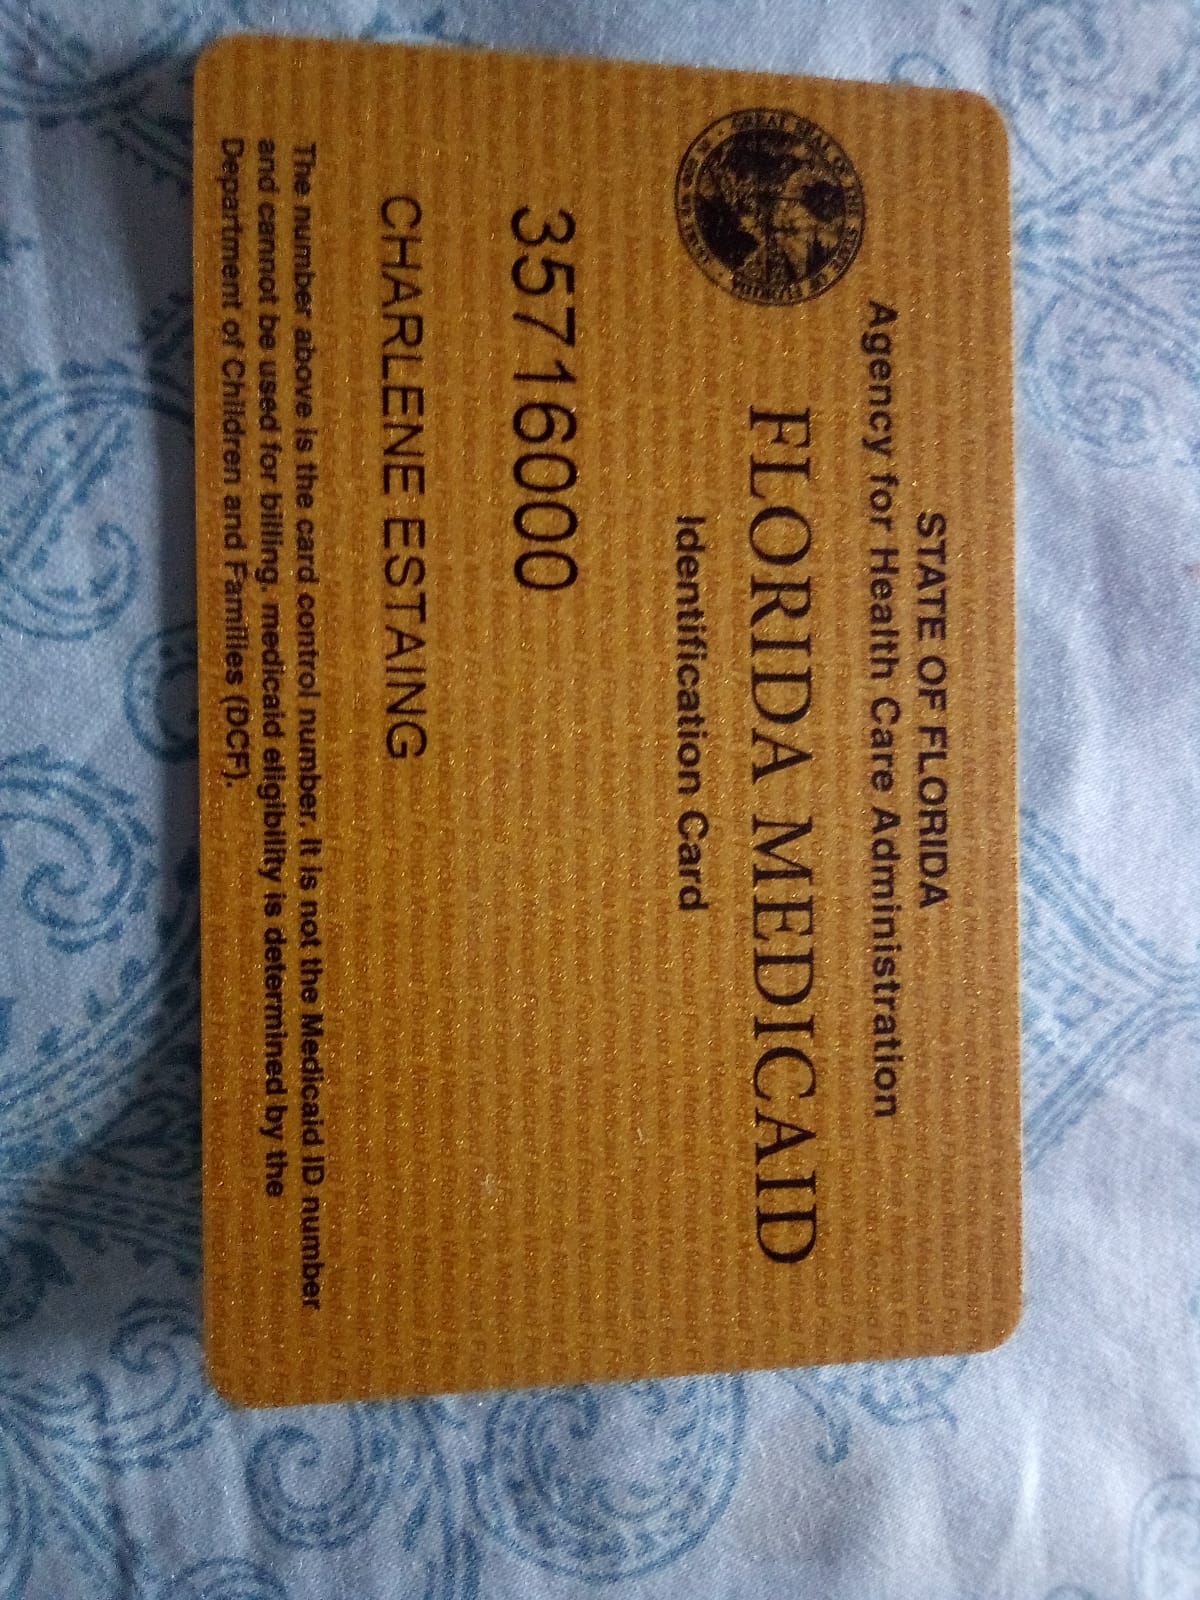 STATE OF FLORIDA
Agency for Health Care Administration
FLORIDA MEDICAID
Identification Card
35716000
CHARLENE ESTAING
The number above is the card control number. It is not the Medicaid ID number
and cannot be used for billing. medicaid eligibility is determined by the
Department of Children and Families (DCF).